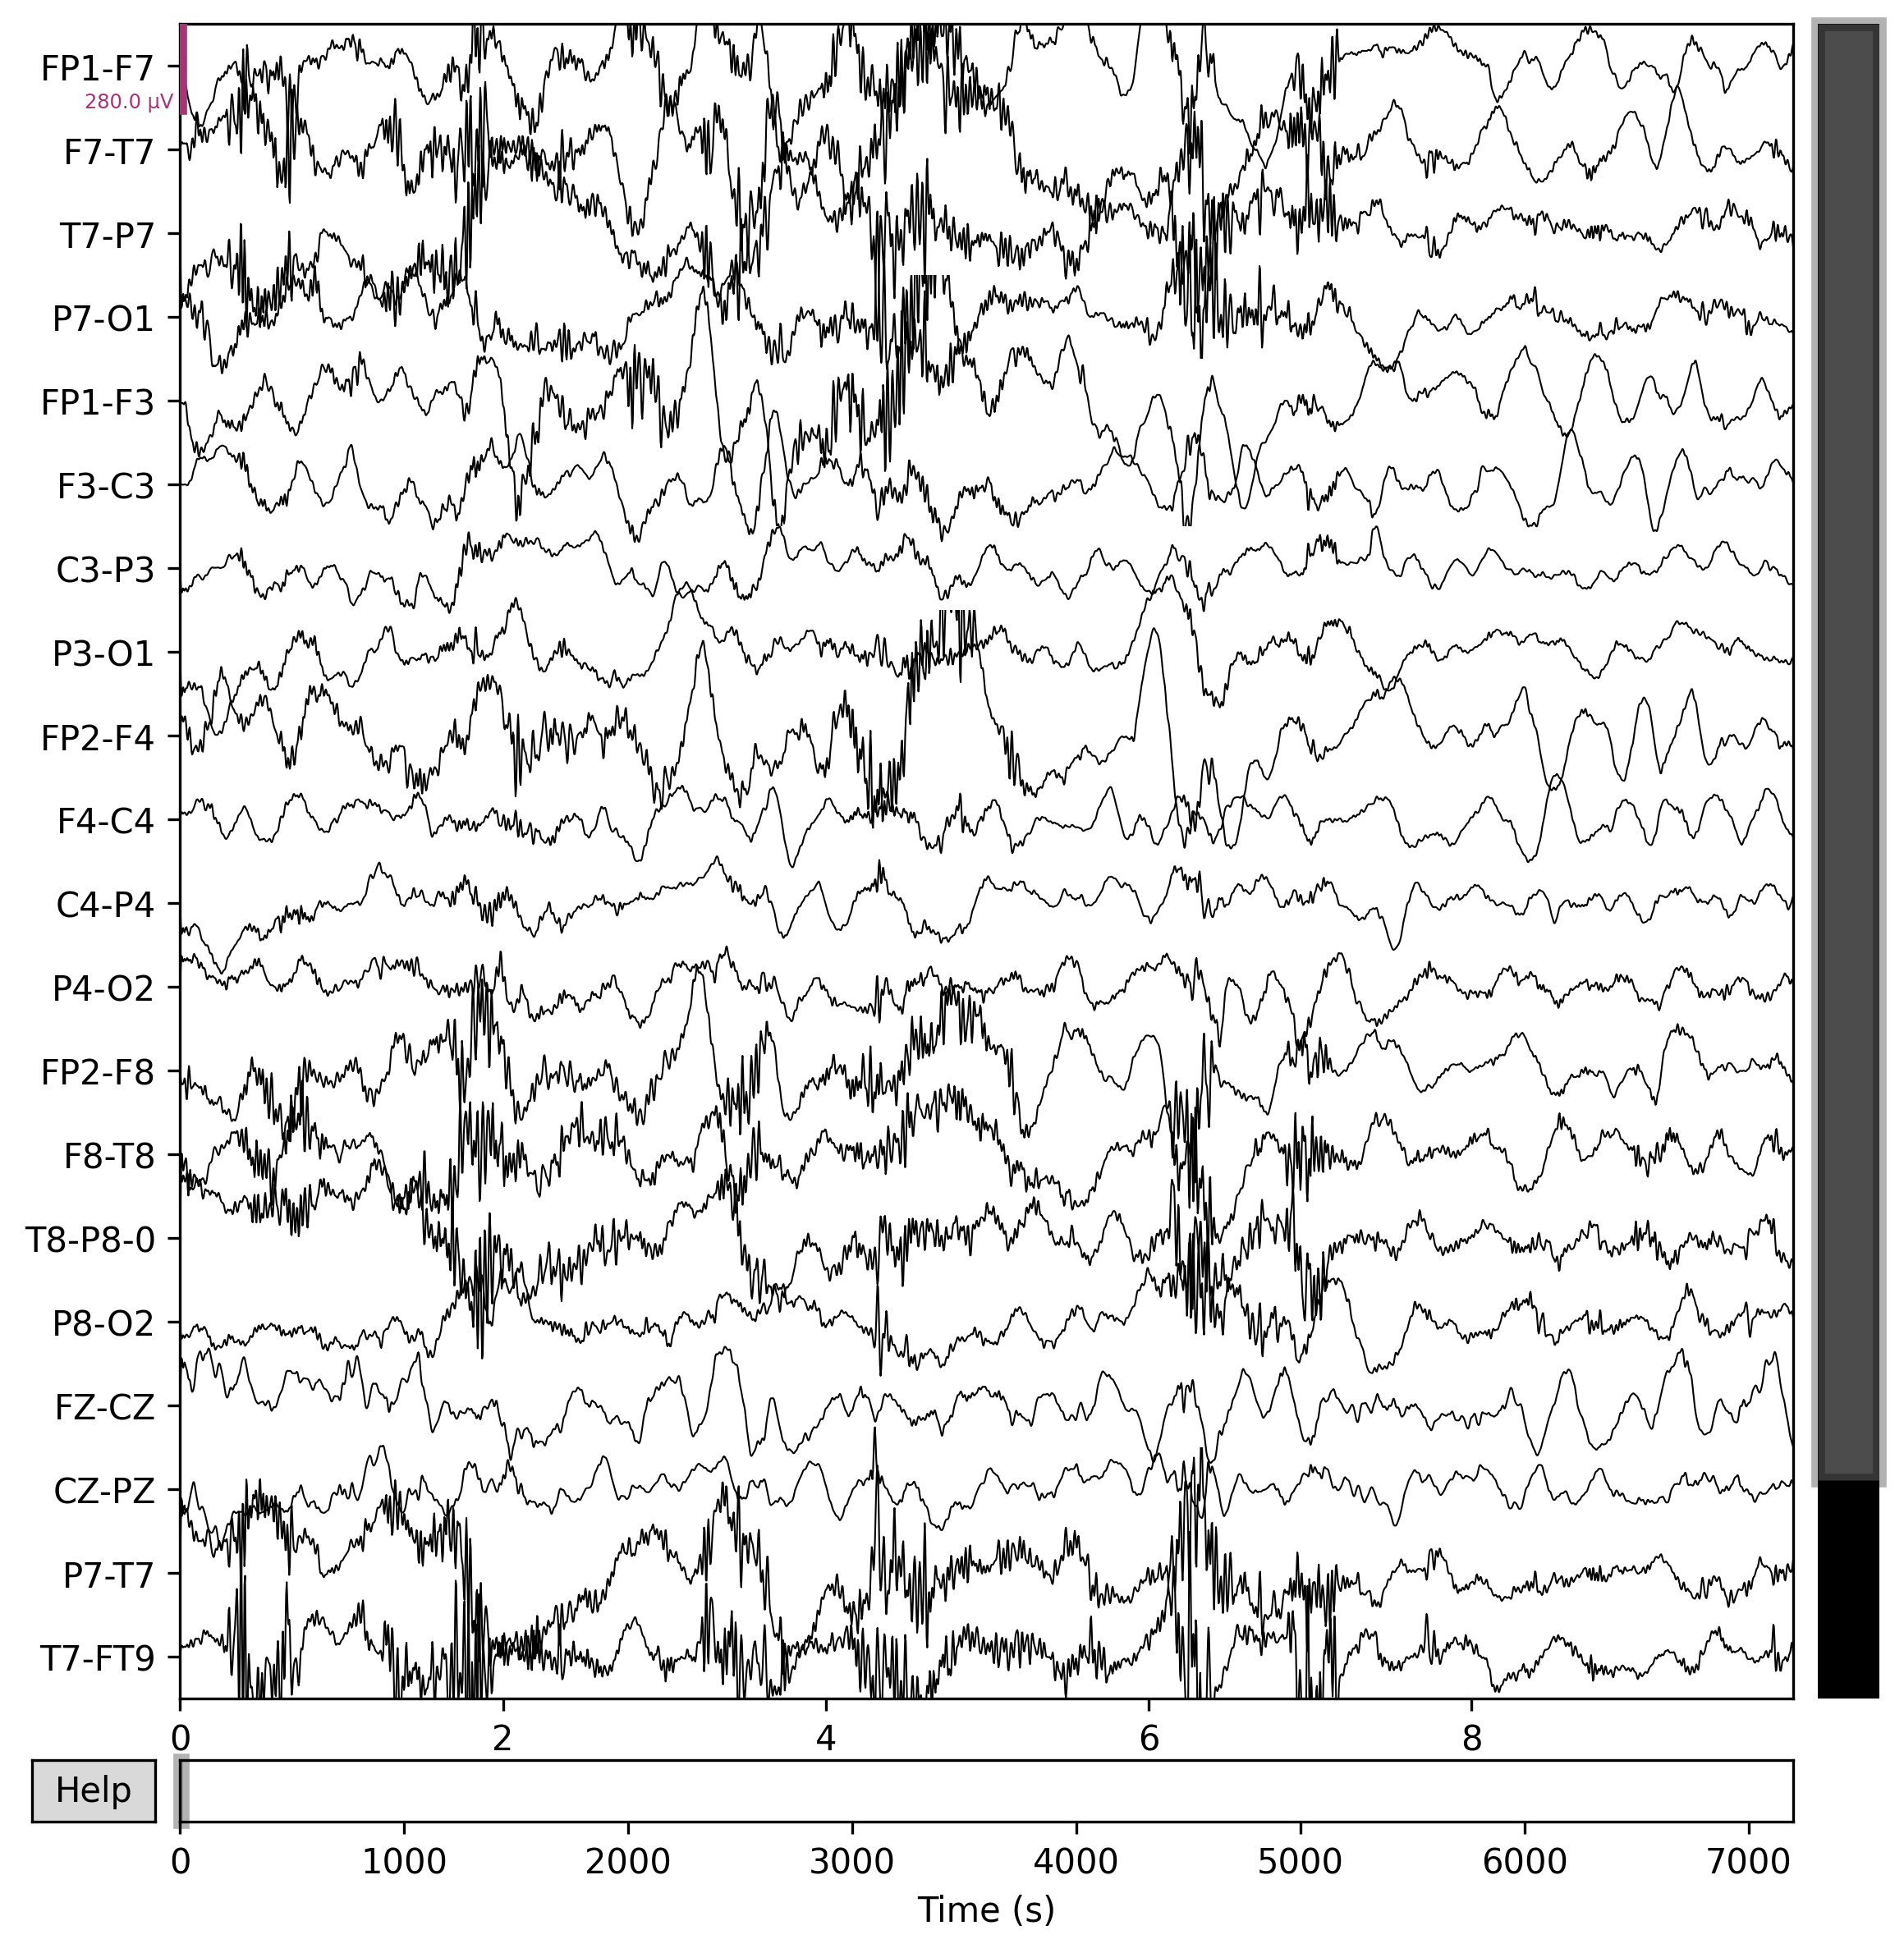 FP1-F7
280.0 µV
F7-T7
T7-P7
P7-O1
FP1-F3
F3-C3
C3-P3
P3-O1
FP2-F4
F4-C4
C4-P4
P4-O2
FP2-F8
F8-T8
T8-P8-0
P8-O2
FZ-CZ
CZ-PZ
P7-T7
T7-FT9
0 2 4 6 8
Help
0 1000 2000 3000 4000 5000 6000 7000
Time (s)